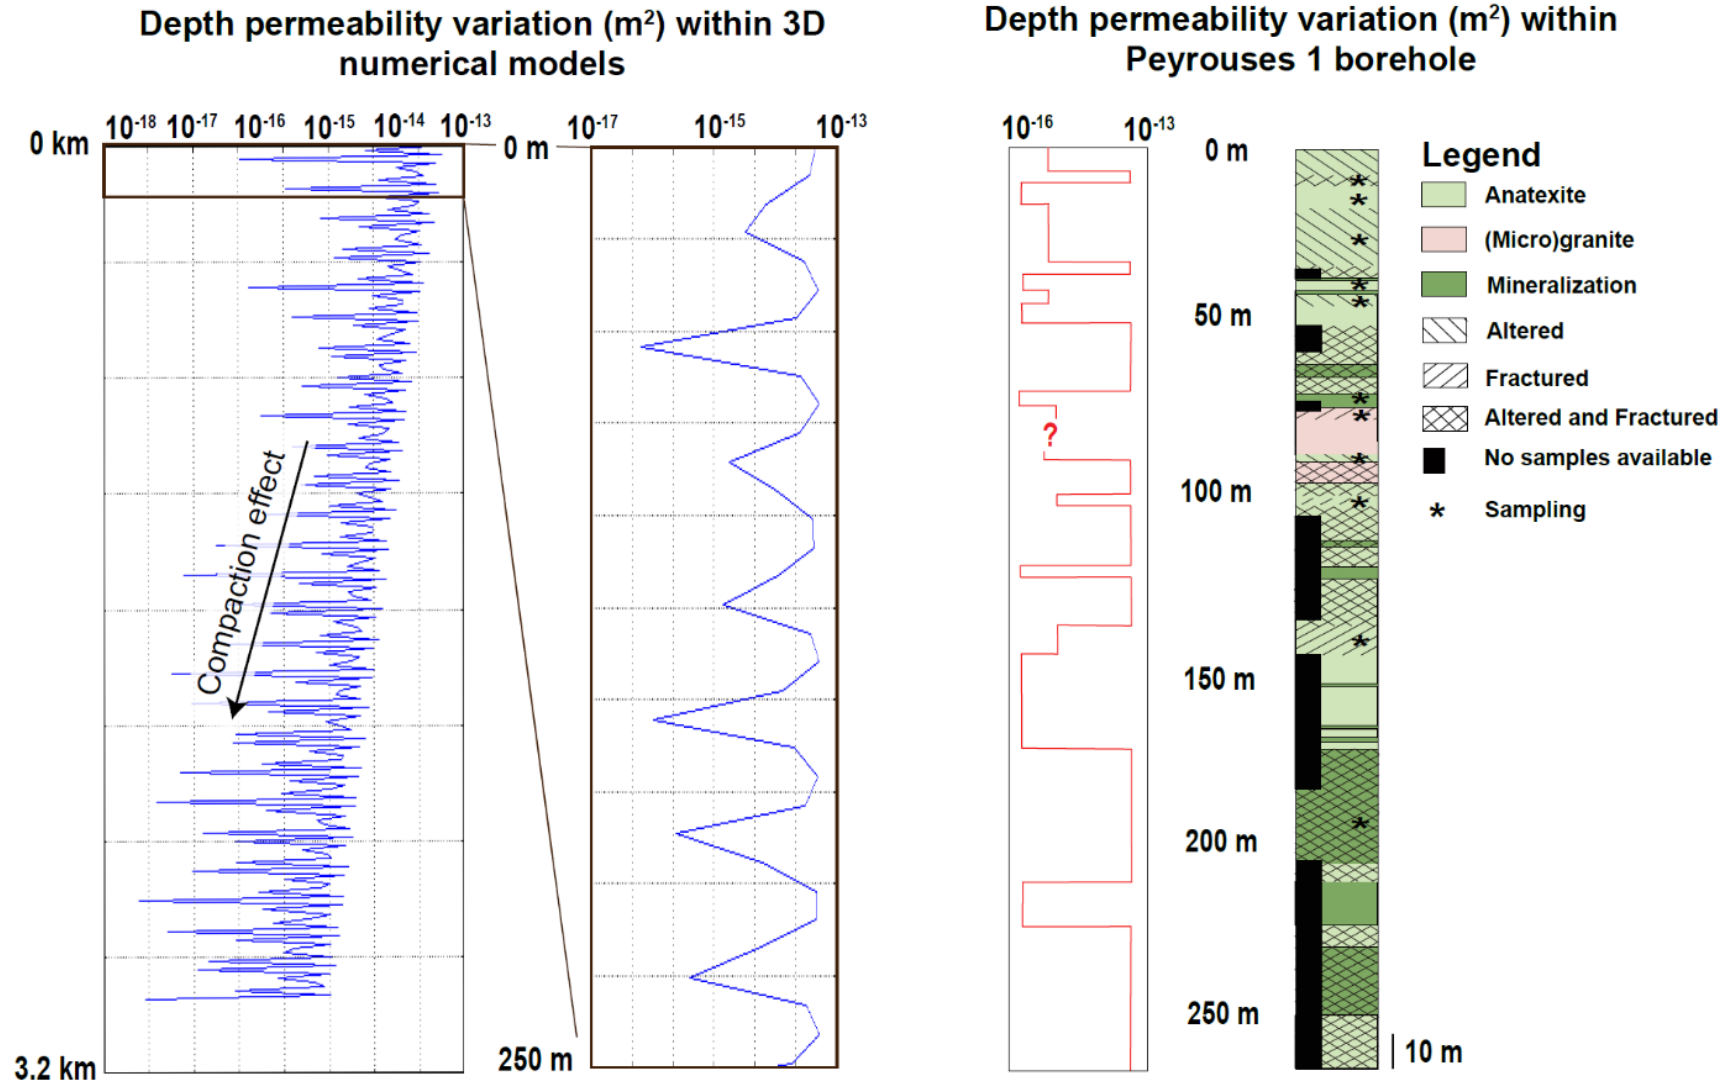 Depth permeability variation (m²) within 3D
numerical models
10⁻¹⁸ 10⁻¹⁷ 10⁻¹⁶ 10⁻¹⁵ 10⁻¹⁴ 10⁻¹³
0 km
3.2 km
Compaction effect
10⁻¹⁷ 10⁻¹⁵ 10⁻¹³
0 m
250 m
Depth permeability variation (m²) within
Peyrouses 1 borehole
10⁻¹⁶ 10⁻¹³
?
0 m
50 m
100 m
150 m
200 m
250 m
* 
*
*
*
*
*
*
*
*
*
*
Legend
Anatexite
(Micro)granite
Mineralization
Altered
Fractured
Altered and Fractured
No samples available
* Sampling
10 m